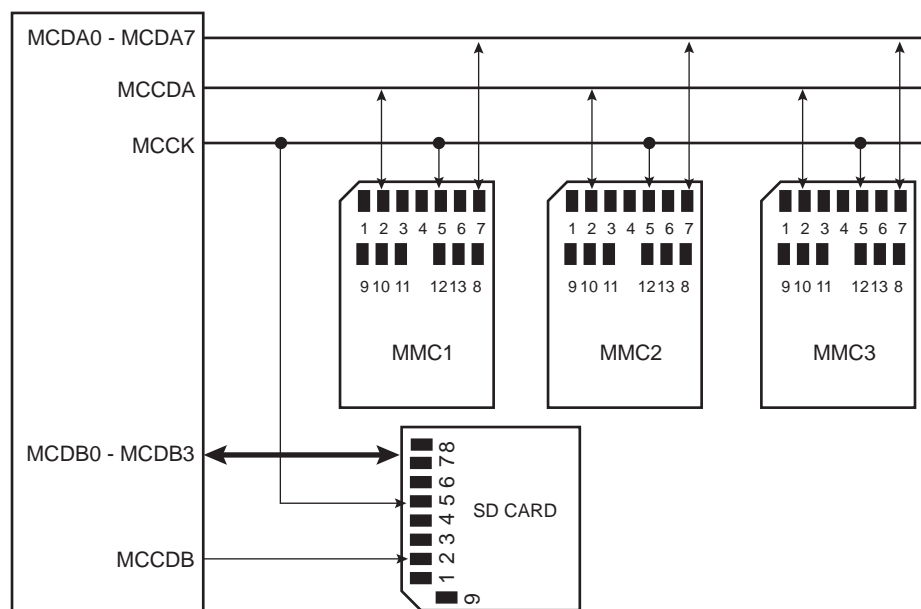 MCDA0 - MCDA7
MCCDA
MCCK
1 2 3 4 5 6 7
9 10 11 12 13 8
MMC1
1 2 3 4 5 6 7
9 10 11 12 13 8
MMC2
1 2 3 4 5 6 7
9 10 11 12 13 8
MMC3
MCDB0 - MCDB3
MCCDB
1 2 3 4 5 6 7 8
9
SD CARD